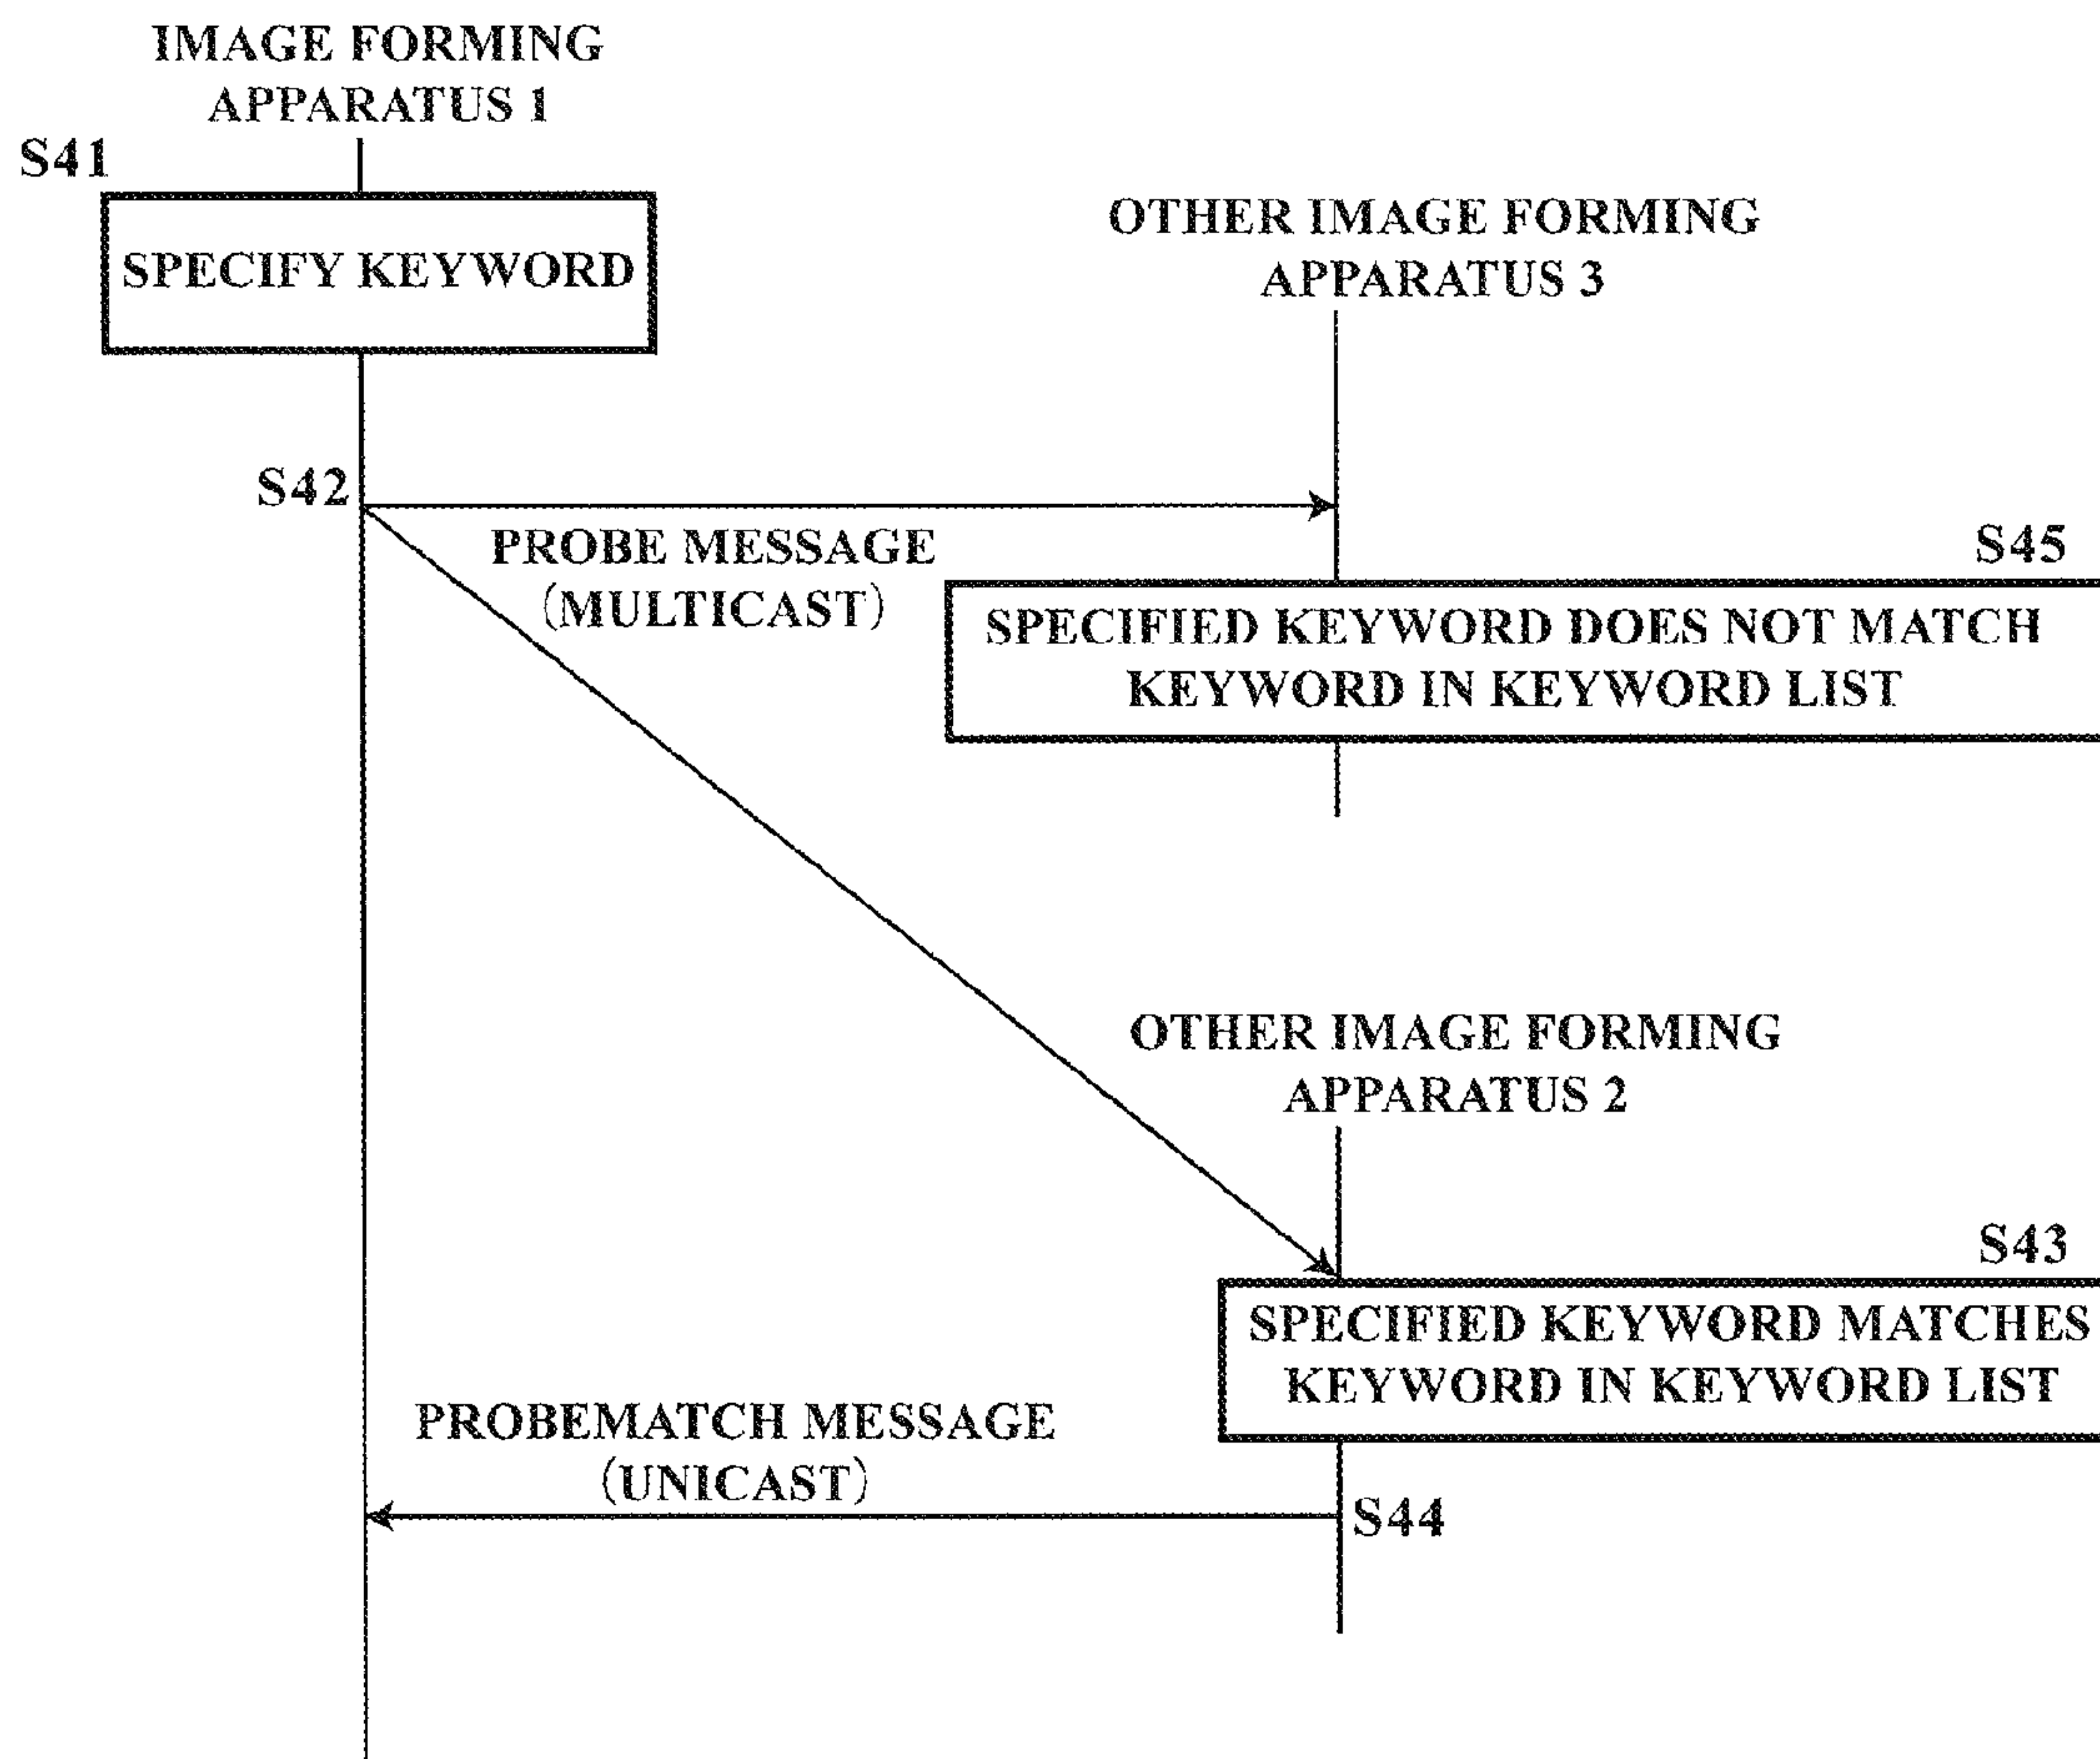 IMAGE FORMING
APPARATUS 1
S41
SPECIFY KEYWORD
OTHER IMAGE FORMING
APPARATUS 3
S42
PROBE MESSAGE
(MULTICAST)
S45
SPECIFIED KEYWORD DOES NOT MATCH
KEYWORD IN KEYWORD LIST
OTHER IMAGE FORMING
APPARATUS 2
S43
SPECIFIED KEYWORD MATCHES
KEYWORD IN KEYWORD LIST
PROBEMATCH MESSAGE
(UNICAST)
S44